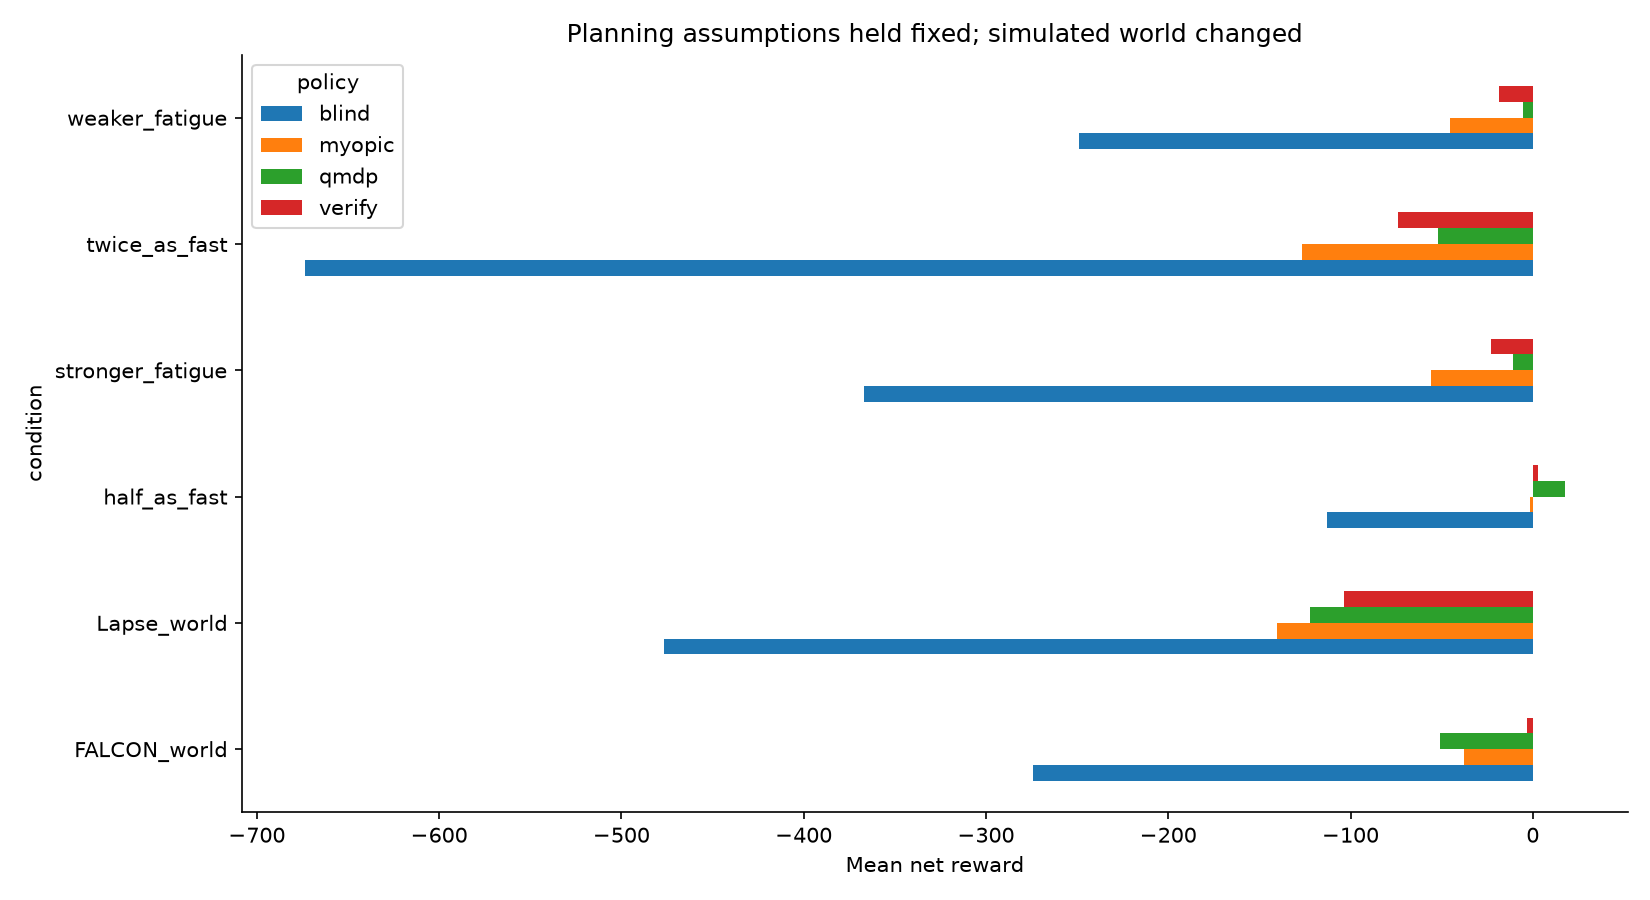 Planning assumptions held fixed; simulated world changed
policy
blind
myopic
qmdp
verify
weaker_fatigue
twice_as_fast
stronger_fatigue
half_as_fast
Lapse_world
FALCON_world
condition
−700
−600
−500
−400
−300
−200
−100
0
Mean net reward